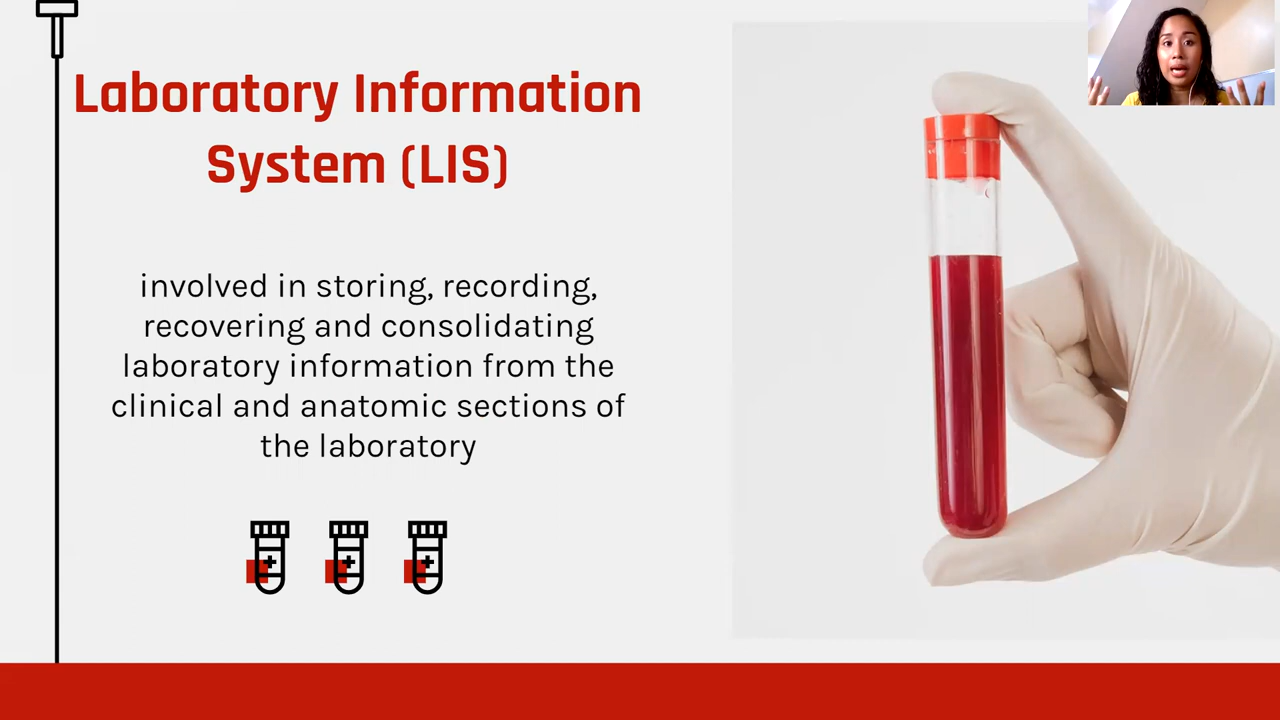 Laboratory Information
System (LIS)
involved in storing, recording,
recovering and consolidating
laboratory information from the
clinical and anatomic sections of
the laboratory